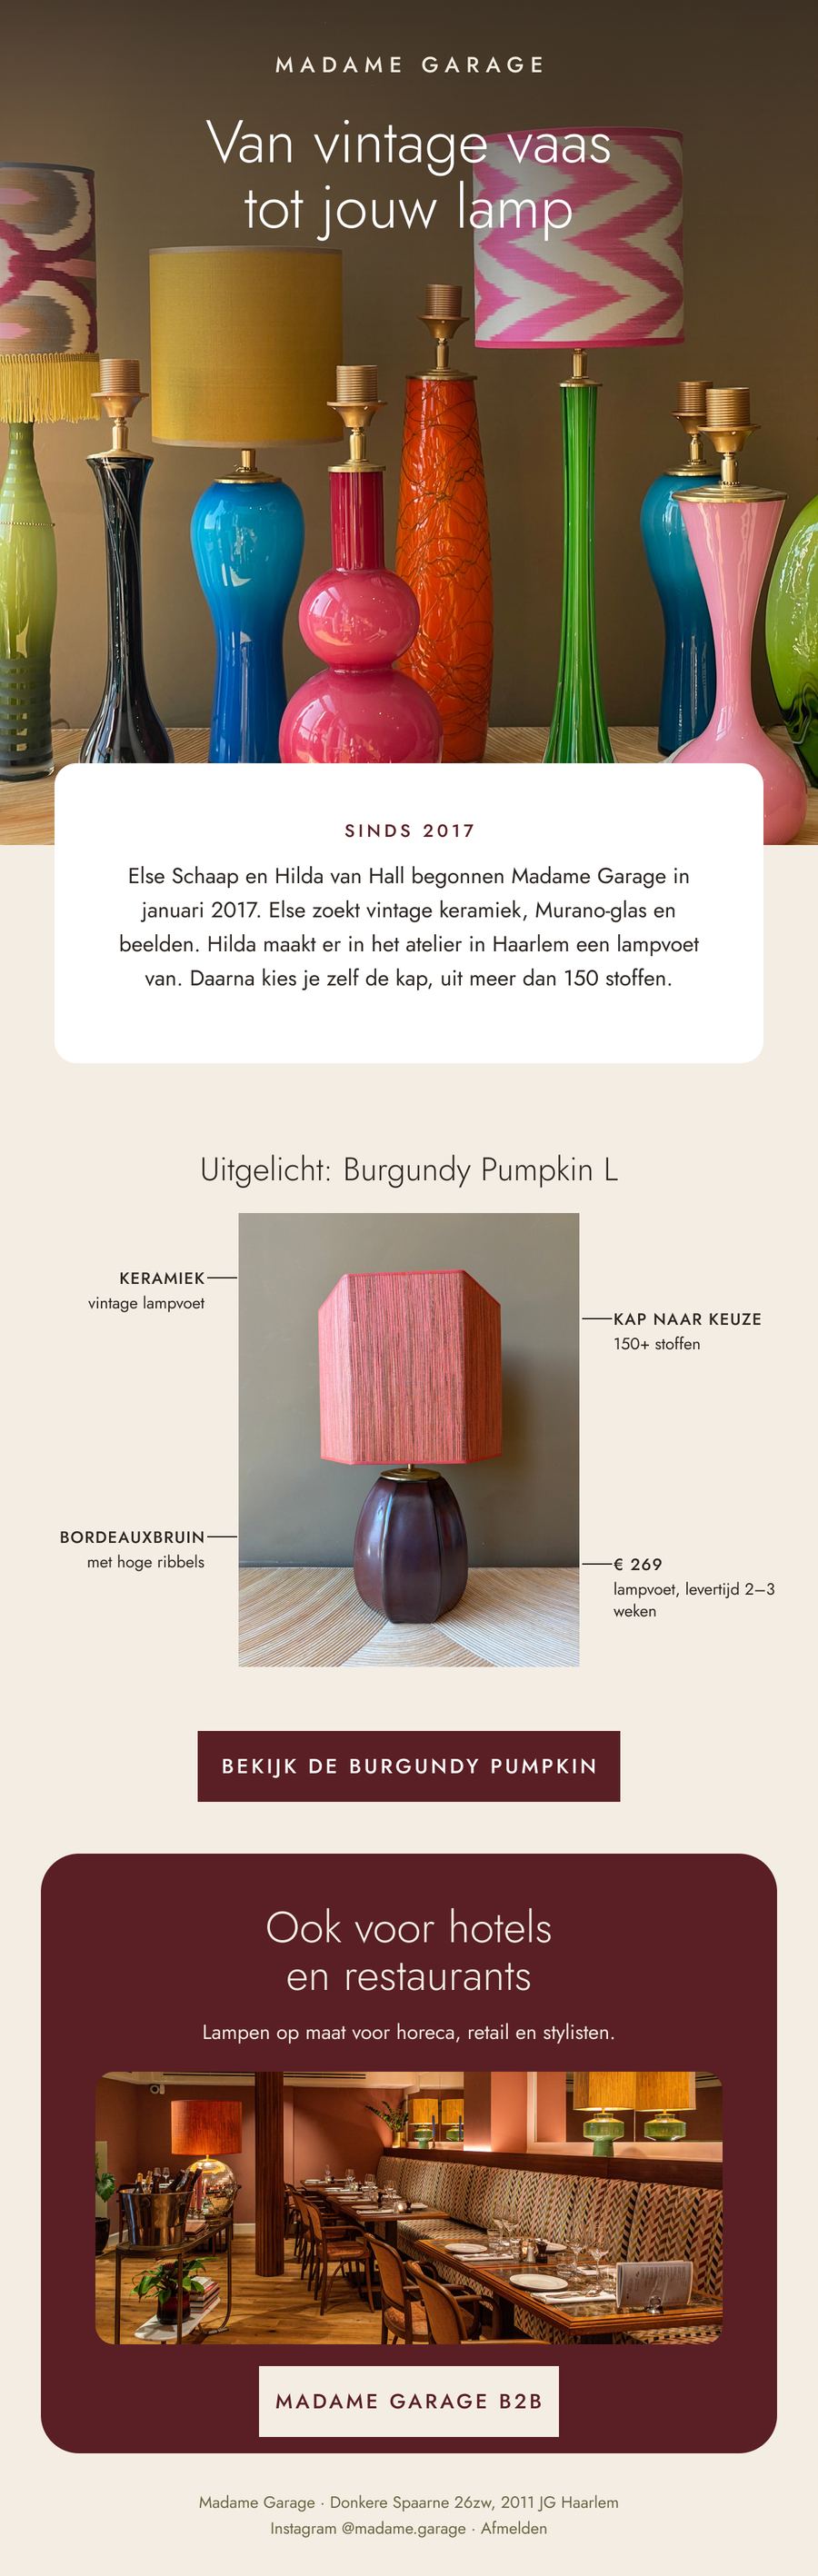 MADAME GARAGE
Van vintage vaas
tot jouw lamp
SINDS 2017
Else Schaap en Hilda van Hall begonnen Madame Garage in
januari 2017. Else zoekt vintage keramiek, Murano-glas en
beelden. Hilda maakt er in het atelier in Haarlem een lampvoet
van. Daarna kies je zelf de kap, uit meer dan 150 stoffen.
Uitgelicht: Burgundy Pumpkin L
KERAMIEK
vintage lampvoet
KAP NAAR KEUZE
150+ stoffen
BORDEAUXBRUIN
met hoge ribbels
€ 269
lampvoet, levertijd 2–3
weken
BEKIJK DE BURGUNDY PUMPKIN
Ook voor hotels
en restaurants
Lampen op maat voor horeca, retail en stylisten.
MADAME GARAGE B2B
Madame Garage · Donkere Spaarne 26zw, 2011 JG Haarlem
Instagram @madame.garage · Afmelden